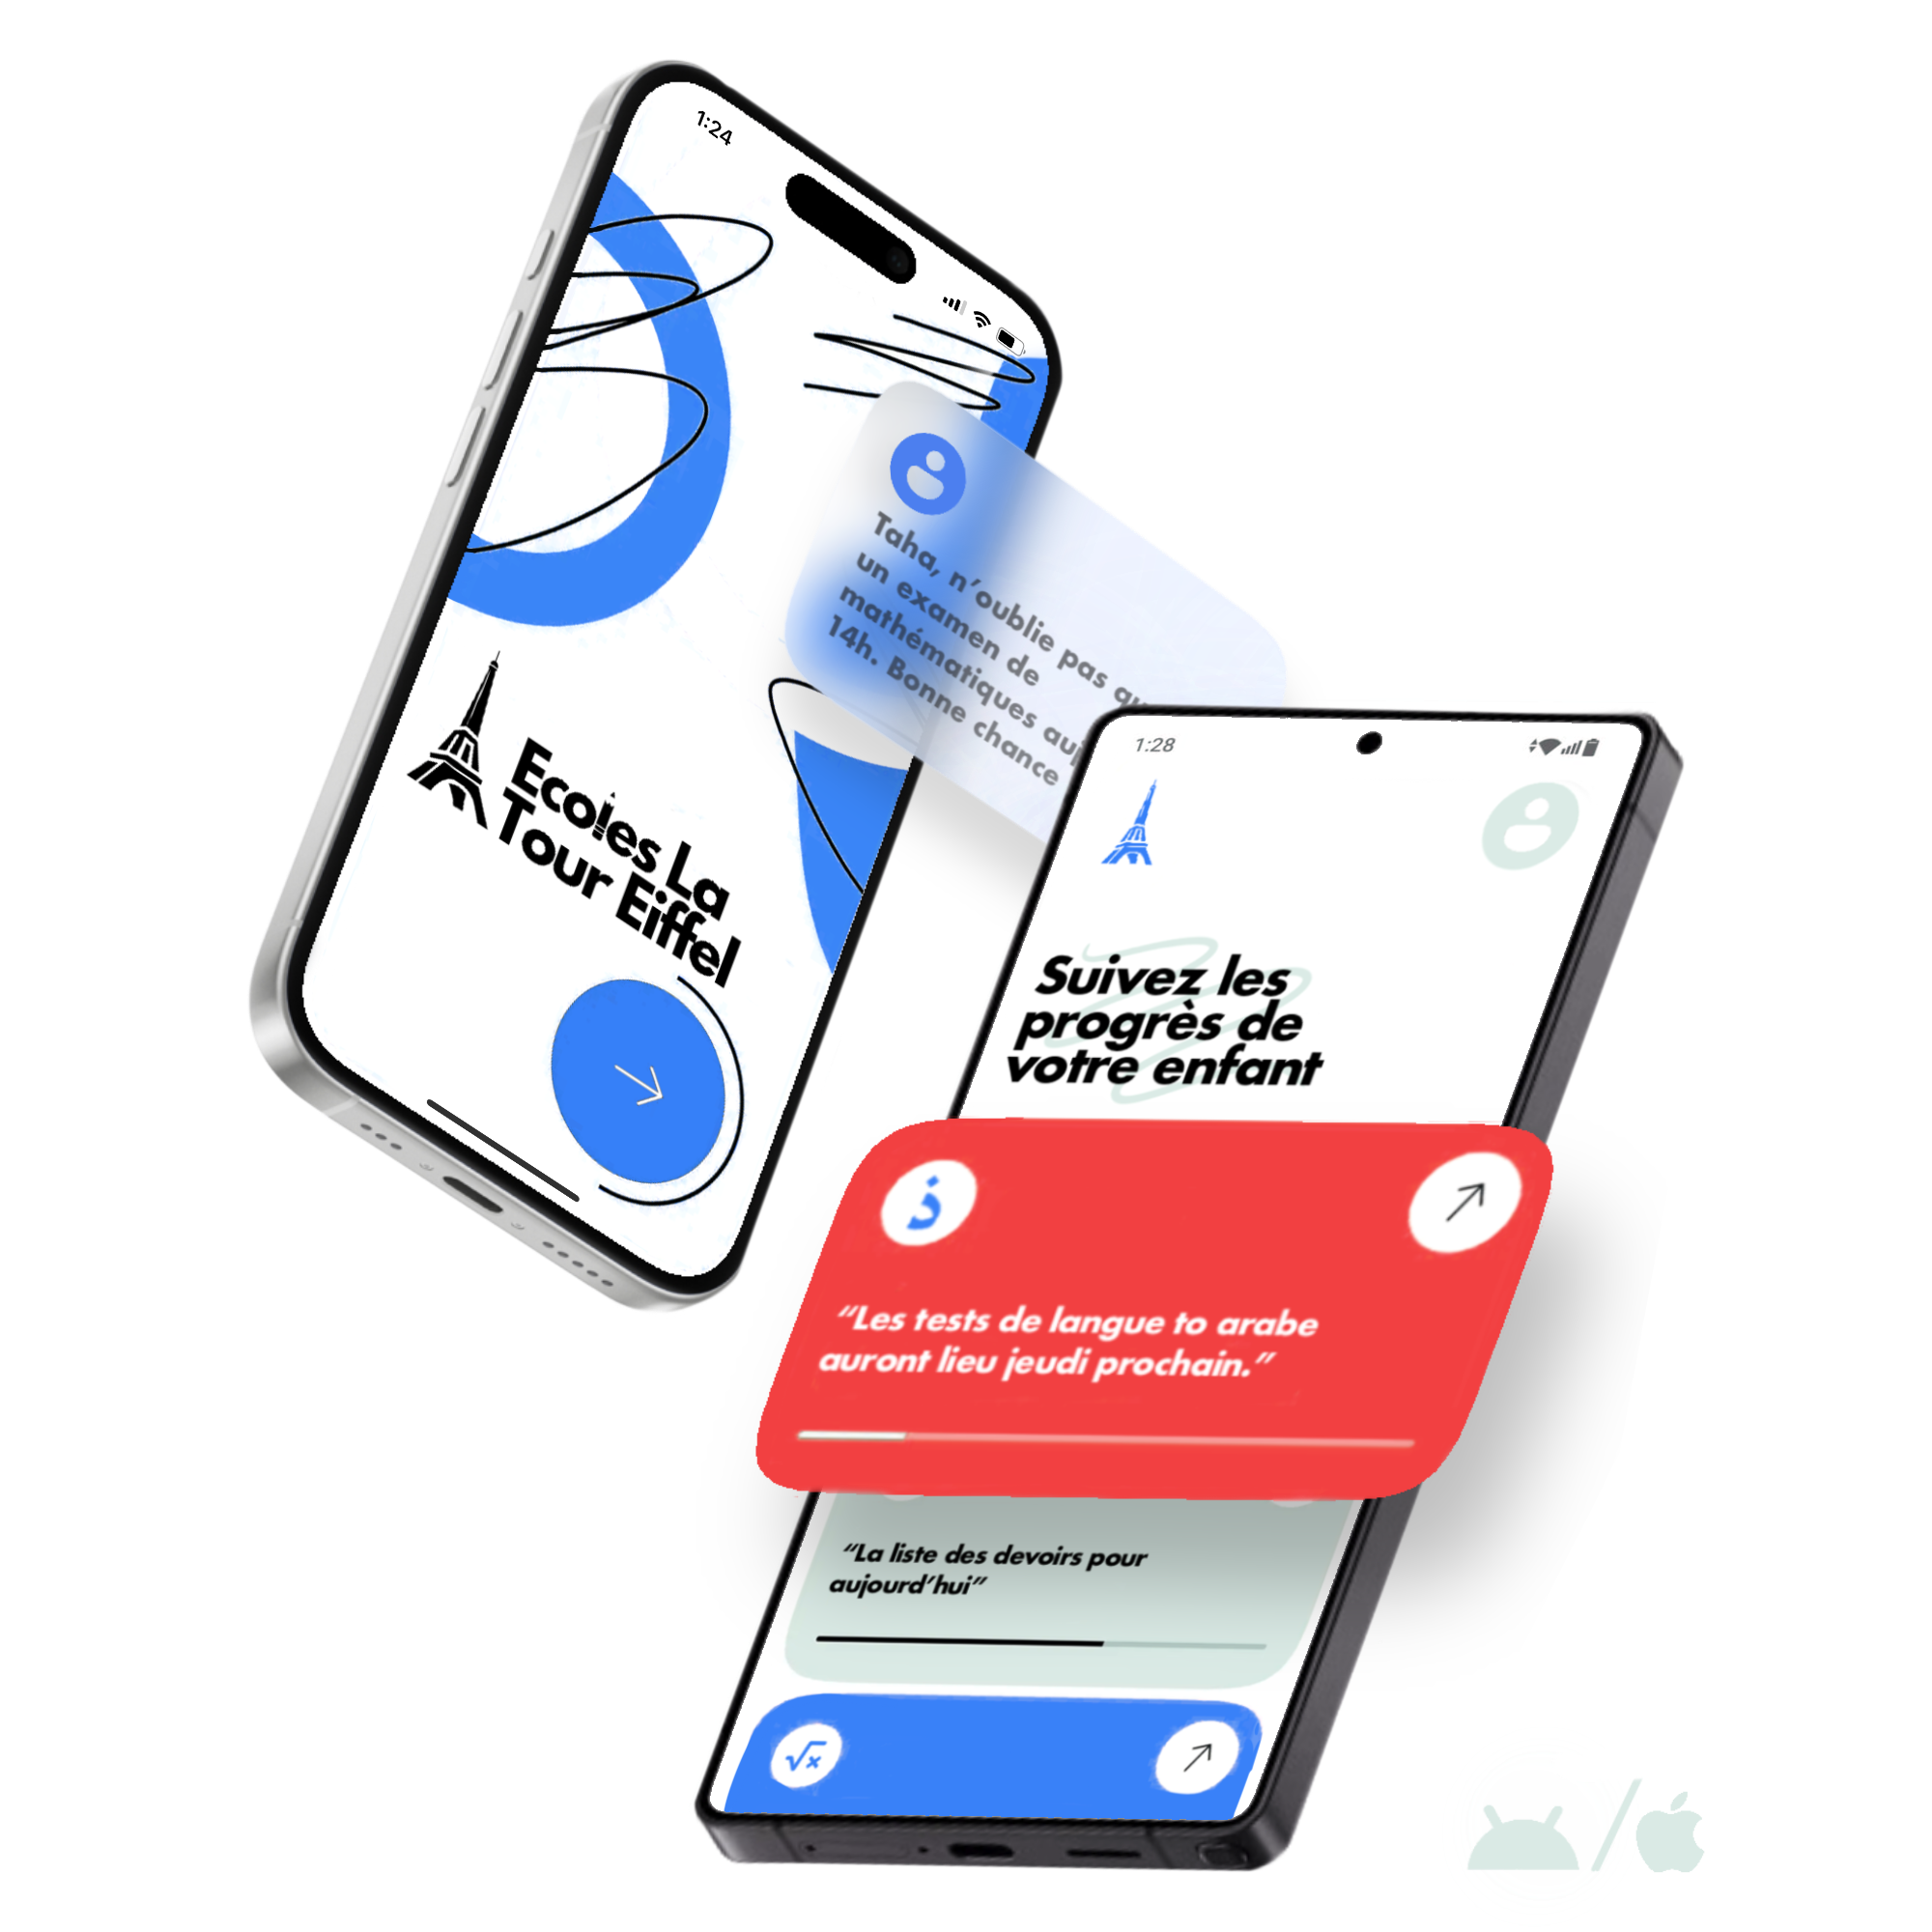 1:24
Taha, n'oublie pas
un examen de
mathématiques
14h. Bonne chance
Ecoles La
Tour Eiffel
1:28
Suivez les
progrès de
votre enfant
ذ
“Les tests de langue to arabe
auront lieu jeudi prochain.”
“La liste des devoirs pour
aujourd'hui”
√x